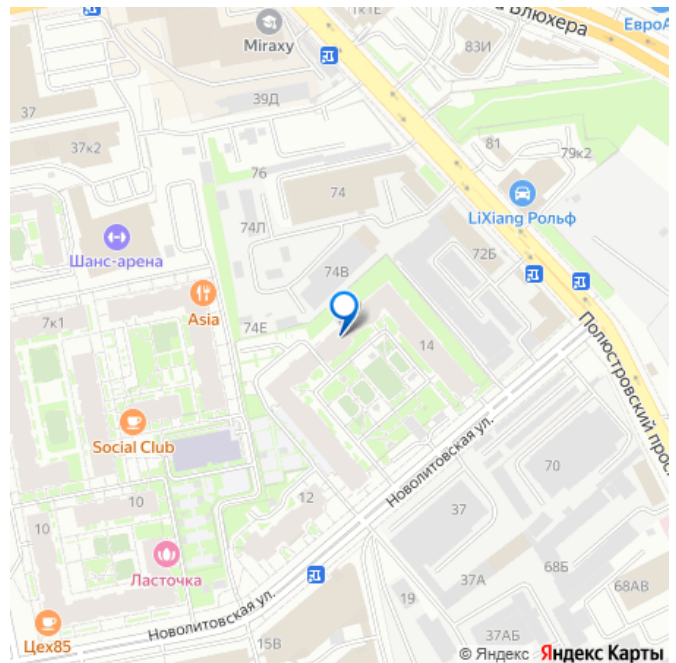 а Блюхера
1к1Е
ЕвроА
Miraxy
83И
39Д
37
37к2
81
79к2
76
74
LiXiang Рольф
74Л
Шанс-арена
72Б
74В
Asia
7к1
74Е
14
Полюстровский прос
Social Club
Новолитовская ул.
70
12
10
37
10
Ласточка
68Б
37А
68АВ
19
Новолитовская ул.
Цех85
15В
37АБ
© Яндекс Яндекс Карты